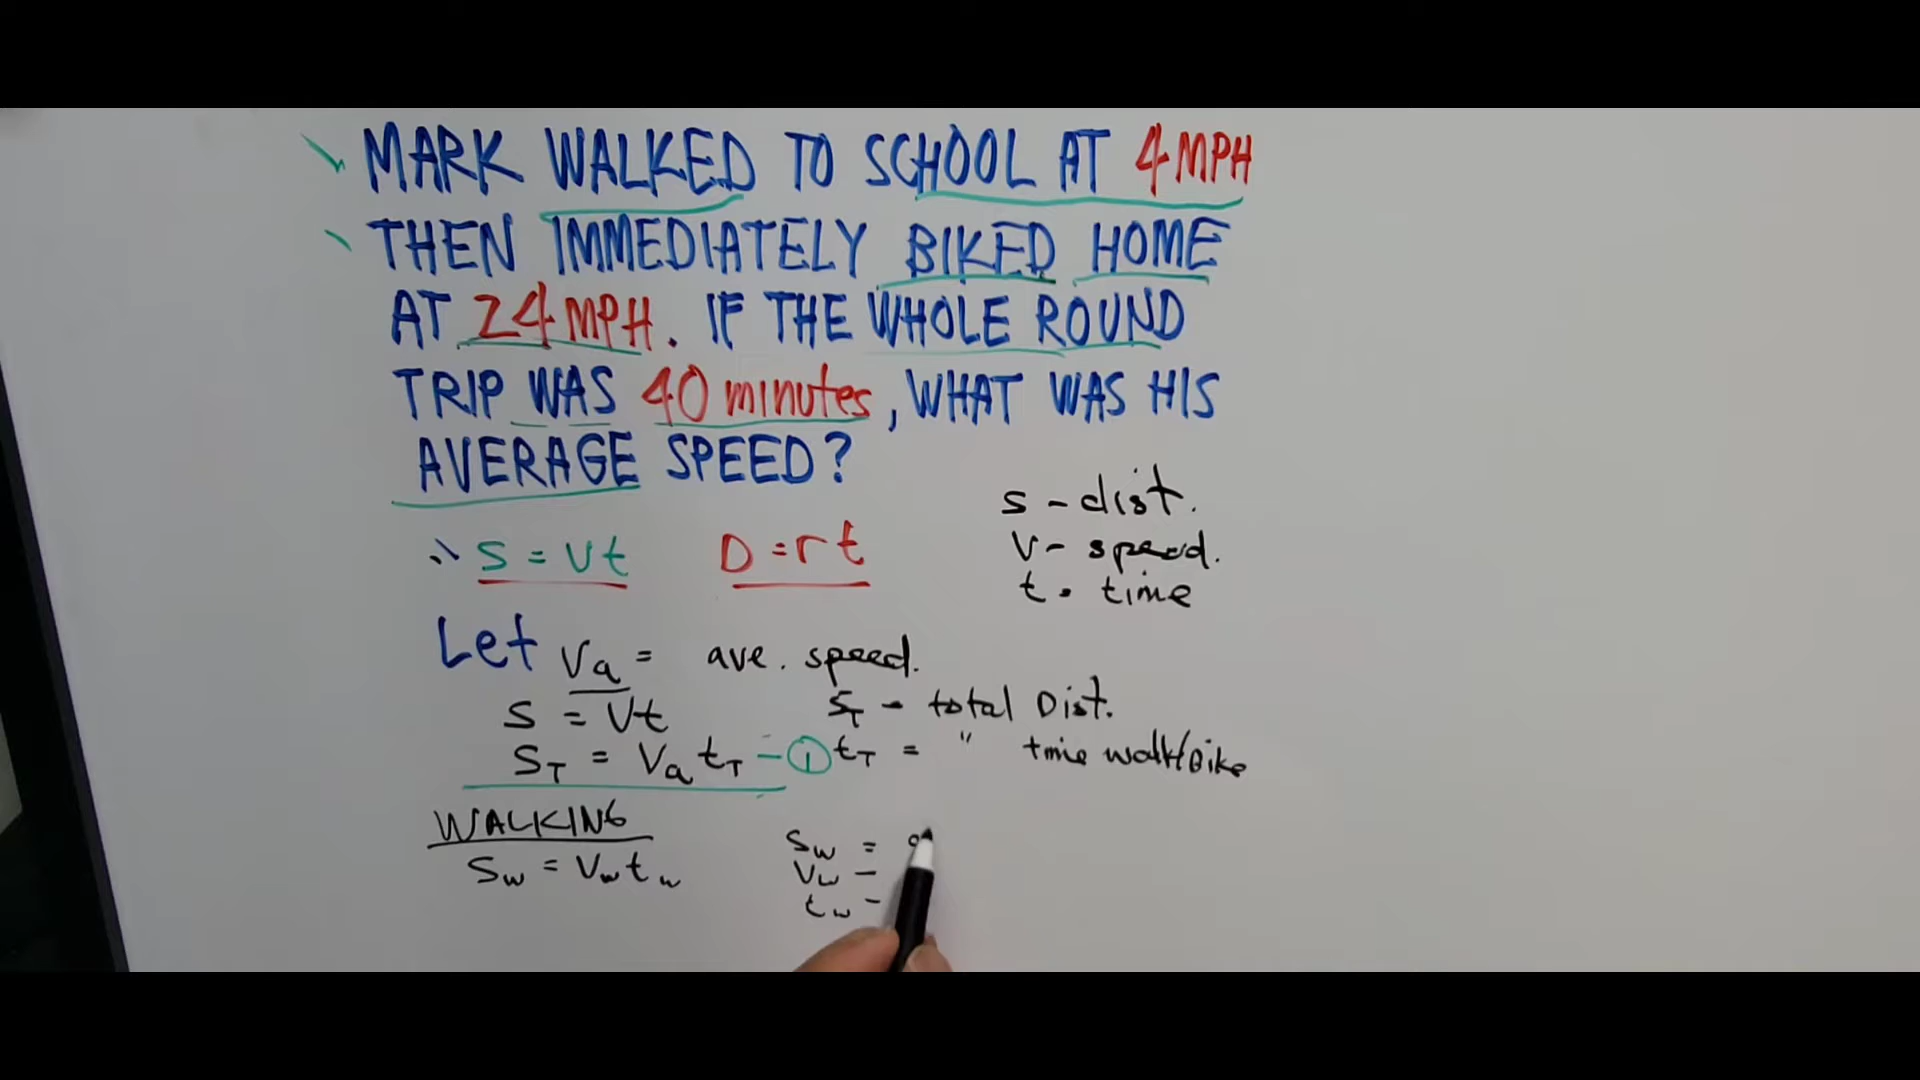 MARK WALKED TO SCHOOL AT 4MPH
THEN IMMEDIATELY BIKED HOME
AT 24 MPH. IF THE WHOLE ROUND
TRIP WAS 40 minutes, WHAT WAS HIS
AVERAGE SPEED?
s - dist.
v - speed.
t - time
s = vt
D = rt
Let Va = ave. speed.
s = vt
ST - total Dist.
ST = Va tT - ①
tT = " time walk/Bike
WALKING
Sw = Vw tw
Sw =
Vw -
tw -